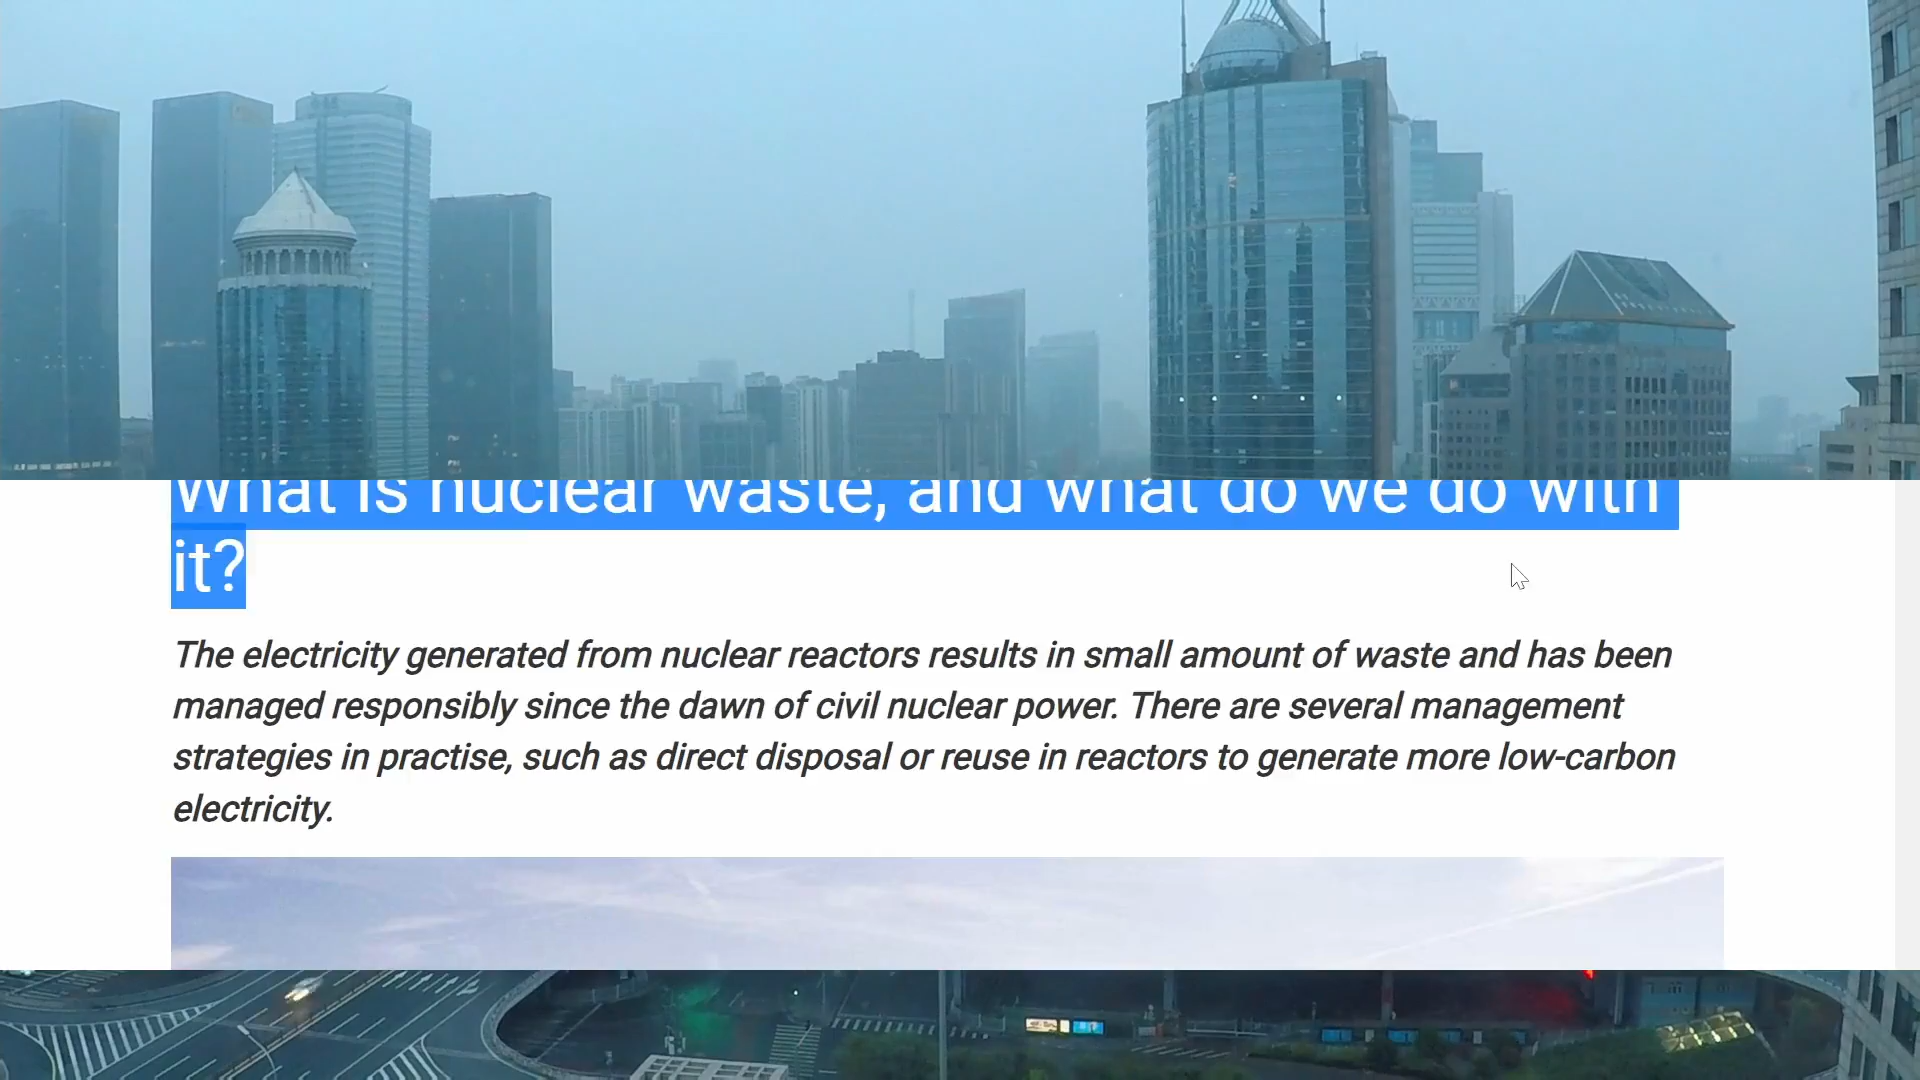 What is nuclear waste, and what do we do with
it?
The electricity generated from nuclear reactors results in small amount of waste and has been
managed responsibly since the dawn of civil nuclear power. There are several management
strategies in practise, such as direct disposal or reuse in reactors to generate more low-carbon
electricity.